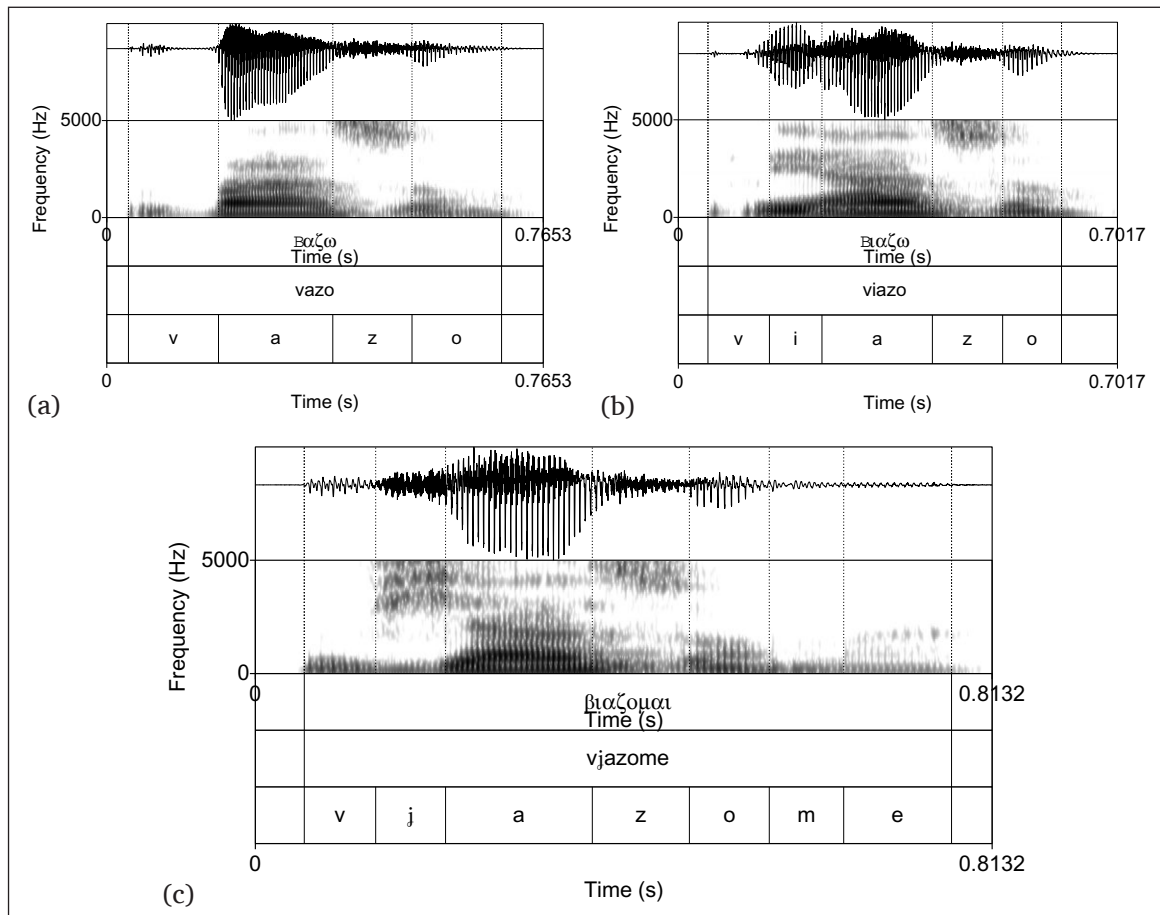 5000
Frequency (Hz)
0
0
0.7653
Βαζω
Time (s)
vazo
v a z o
0
0.7653
Time (s)
(a)
5000
Frequency (Hz)
0
0
0.7017
Βιαζω
Time (s)
viazo
v i a z o
0
0.7017
Time (s)
(b)
5000
Frequency (Hz)
0
0
0.8132
βιαζομαι
Time (s)
vʝazome
v ʝ a z o m e
0
0.8132
Time (s)
(c)